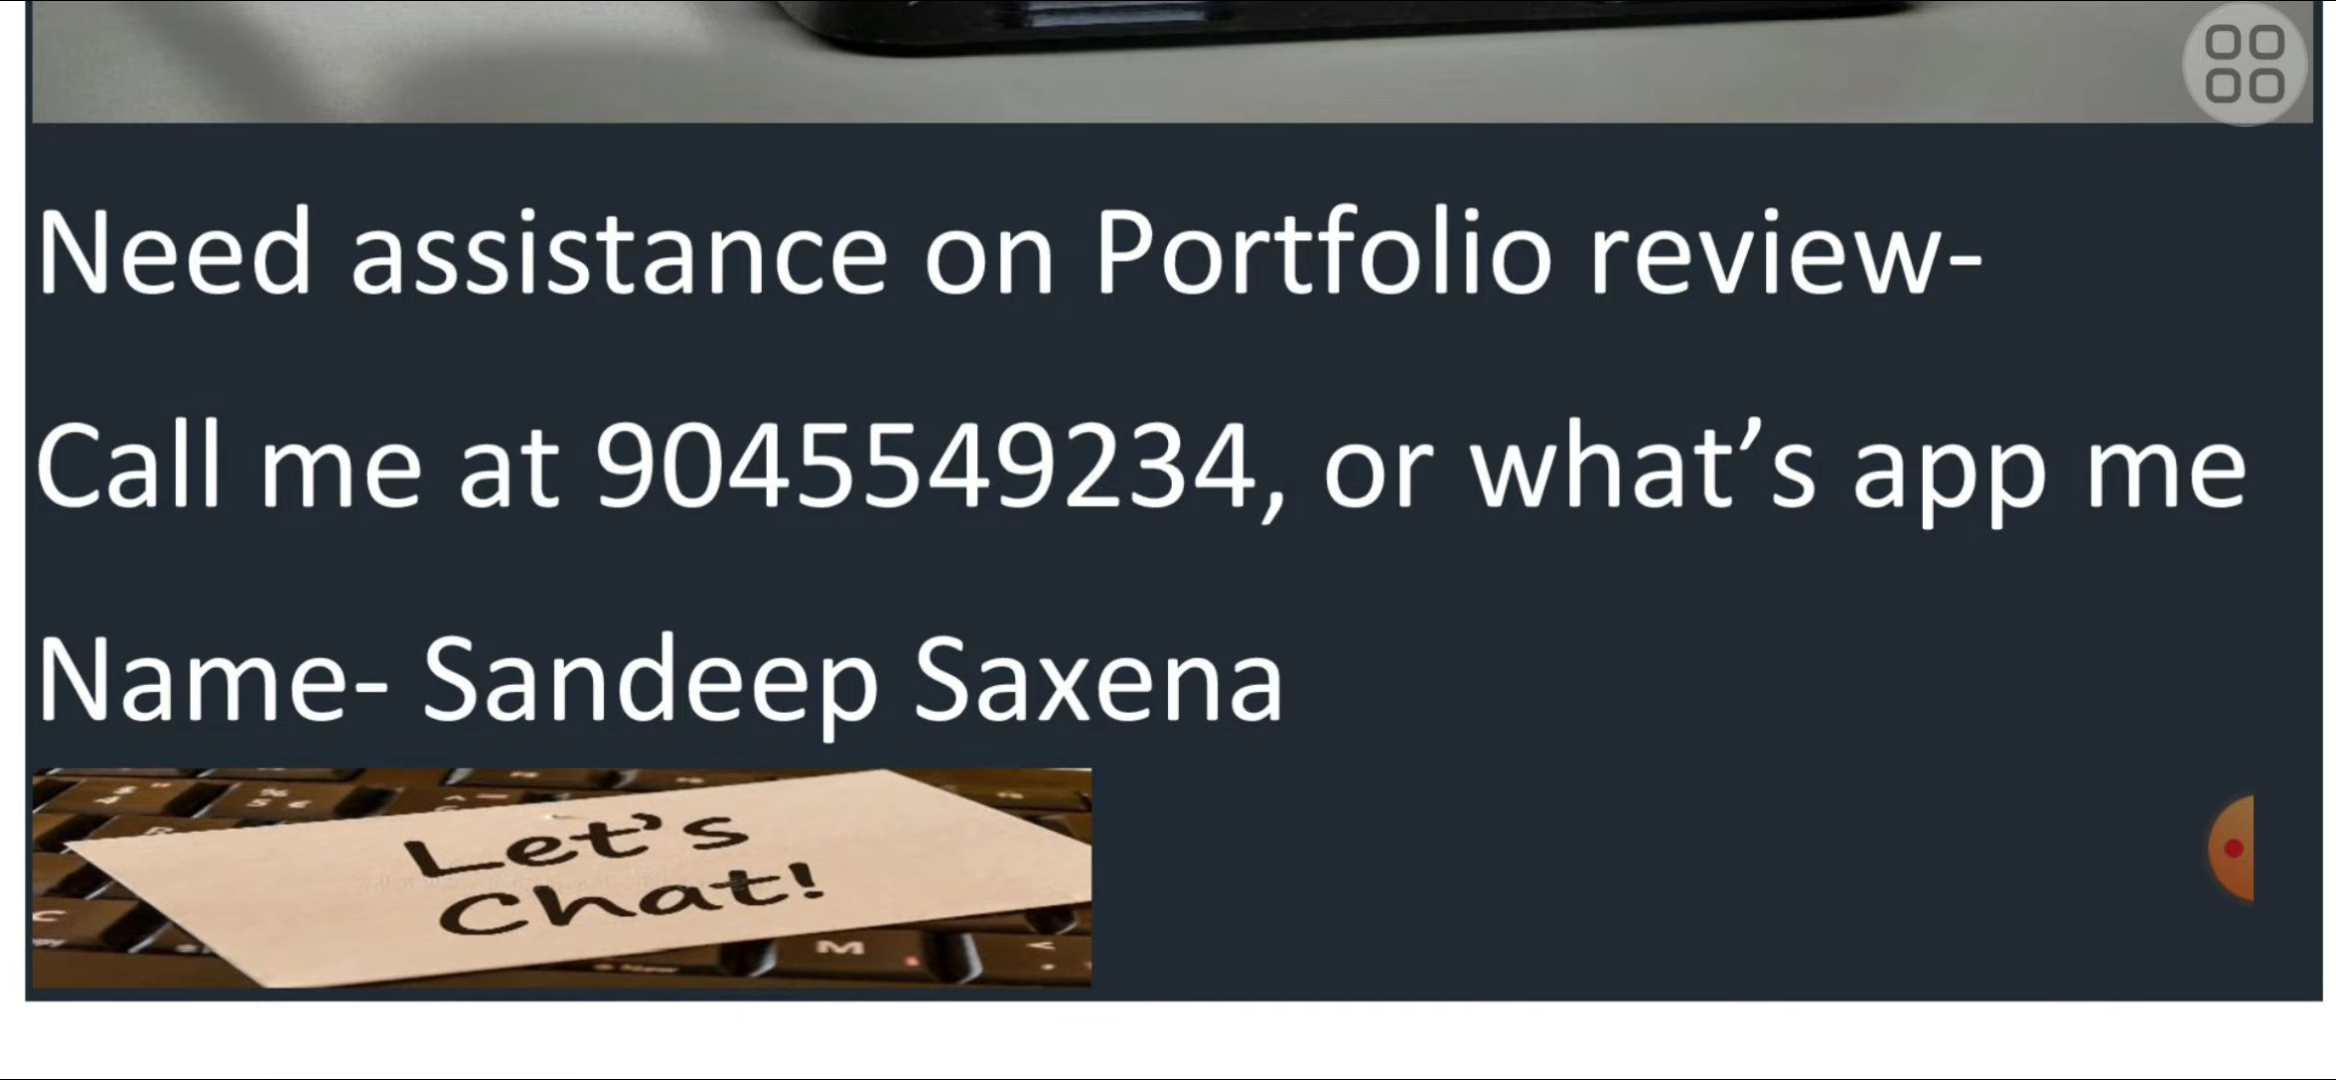 Need assistance on Portfolio review-
Call me at 9045549234, or what’s app me
Name- Sandeep Saxena
Let's
Chat!
M